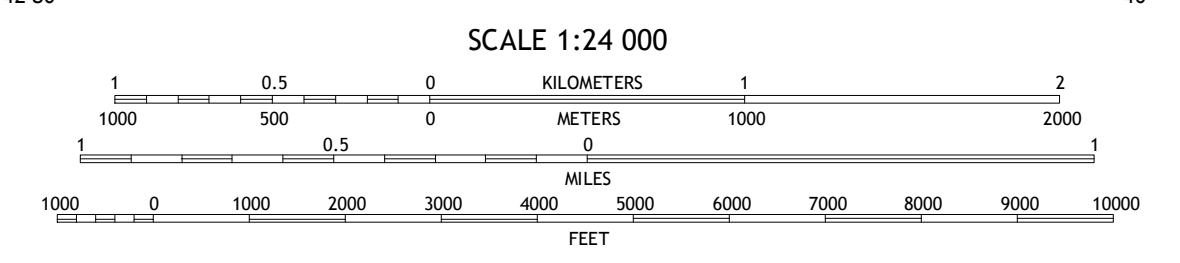 SCALE 1:24 000
1 0.5 0 KILOMETERS 1 2
1000 500 0 METERS 1000 2000
1 0.5 0 1
MILES
1000 0 1000 2000 3000 4000 5000 6000 7000 8000 9000 10000
FEET